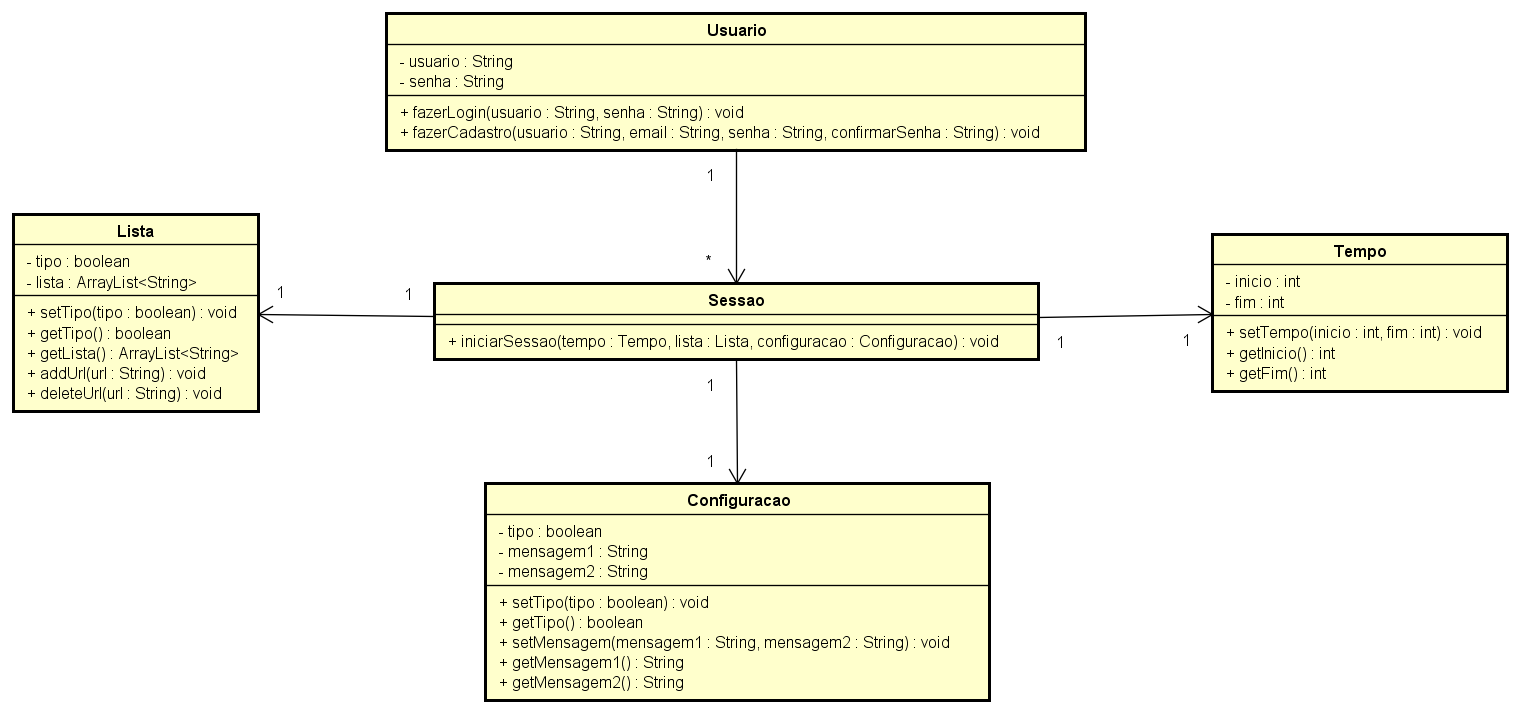 Usuario
- usuario : String
- senha : String
+ fazerLogin(usuario : String, senha : String) : void
+ fazerCadastro(usuario : String, email : String, senha : String, confirmarSenha : String) : void
1
*
Lista
- tipo : boolean
- lista : ArrayList<String>
+ setTipo(tipo : boolean) : void
+ getTipo() : boolean
+ getLista() : ArrayList<String>
+ addUrl(url : String) : void
+ deleteUrl(url : String) : void
1
1
Sessao
+ iniciarSessao(tempo : Tempo, lista : Lista, configuracao : Configuracao) : void
1
1
Tempo
- inicio : int
- fim : int
+ setTempo(inicio : int, fim : int) : void
+ getInicio() : int
+ getFim() : int
1
1
Configuracao
- tipo : boolean
- mensagem1 : String
- mensagem2 : String
+ setTipo(tipo : boolean) : void
+ getTipo() : boolean
+ setMensagem(mensagem1 : String, mensagem2 : String) : void
+ getMensagem1() : String
+ getMensagem2() : String